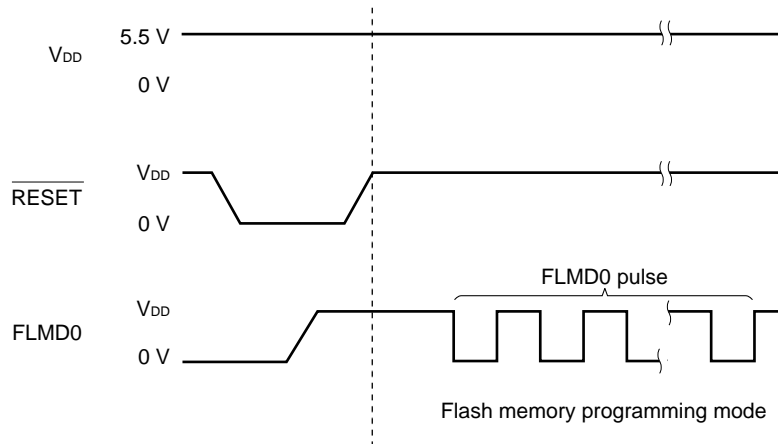 5.5 V
VDD
0 V
VDD
RESET
0 V
FLMD0 pulse
VDD
FLMD0
0 V
Flash memory programming mode